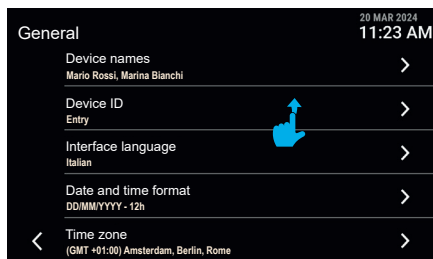 20 MAR 2024
General
11:23 AM
Device names
Mario Rossi, Marina Bianchi
Device ID
Entry
Interface language
Italian
Date and time format
DD/MM/YYYY - 12h
Time zone
(GMT +01:00) Amsterdam, Berlin, Rome